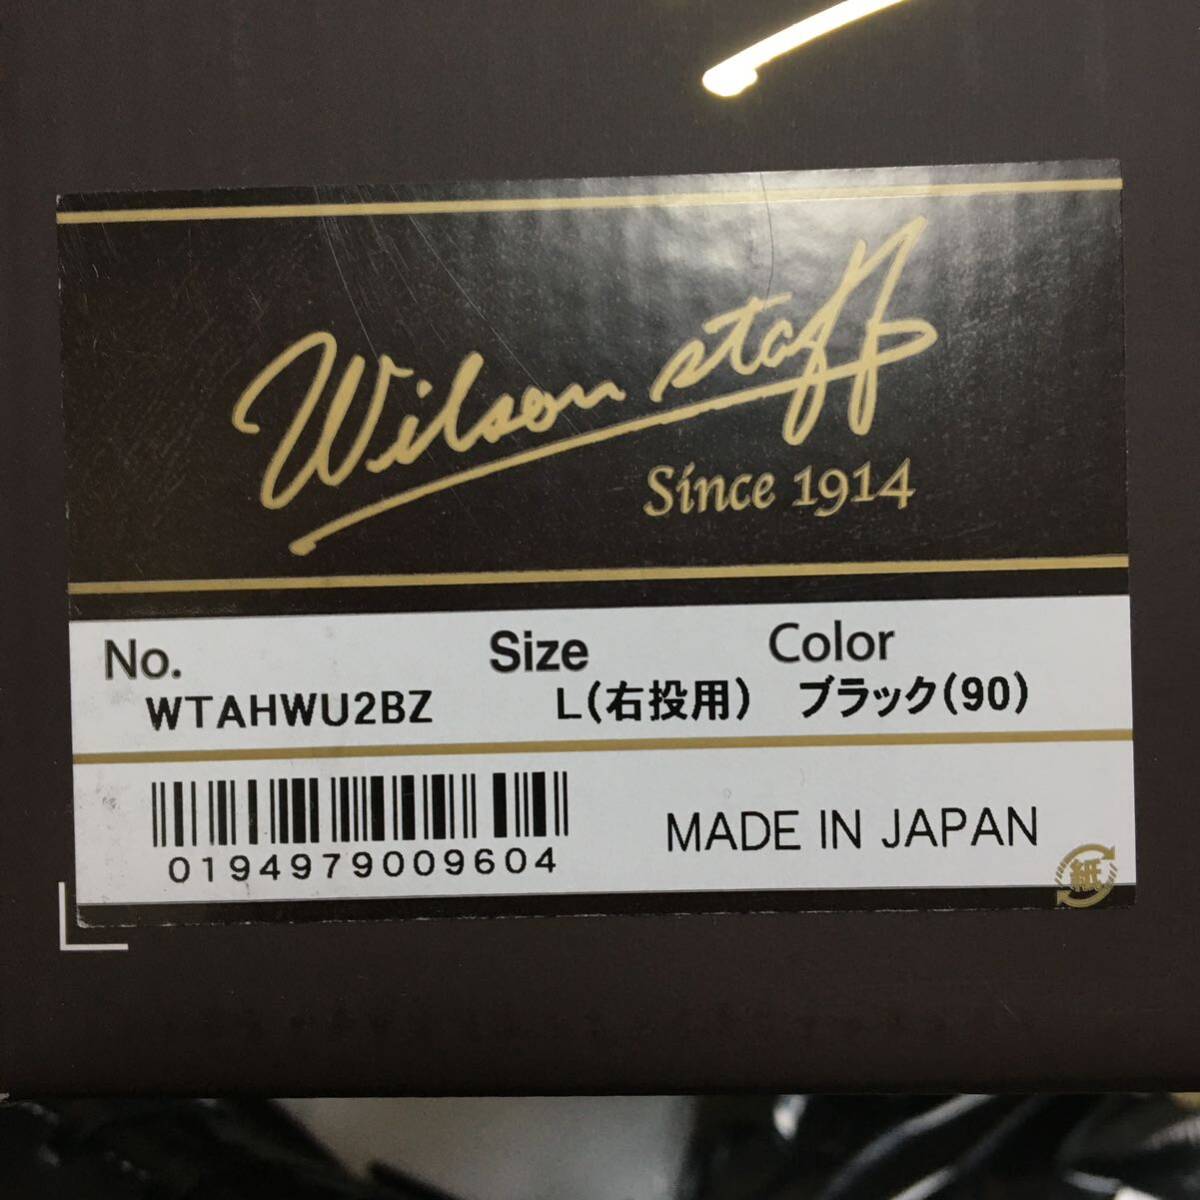 Wilson staff
Since 1914
No. Size Color
WTAHWU2BZ L(右投用) ブラック(90)
0194979009604
MADE IN JAPAN
紙